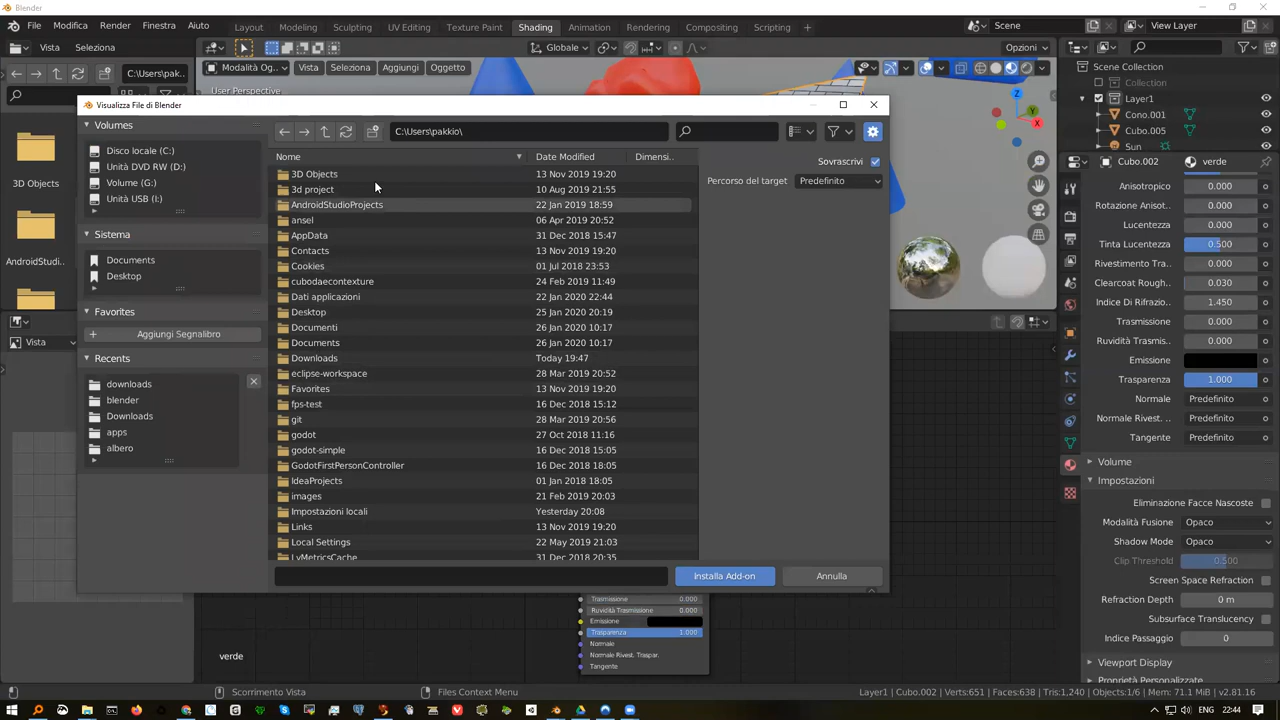 Blender
File Modifica Render Finestra Aiuto Layout Modeling Sculpting UV Editing Texture Paint Shading Animation Rendering Compositing Scripting Scene View Layer
Vista Seleziona Globale Opzioni
C:\Users\pak... Modalità Og... Vista Seleziona Aggiungi Oggetto
User Perspective
Scene Collection
Collection
Layer1
Cono.001
Cubo.005
Sun
Cubo.002 verde
3D Objects
AndroidStudi..
Vista
Visualizza File di Blender
Volumes
Disco locale (C:)
Unità DVD RW (D:)
Volume (G:)
Unità USB (I:)
Sistema
Documents
Desktop
Favorites
Aggiungi Segnalibro
Recents
downloads
blender
Downloads
apps
albero
C:\Users\pakkio\
Name Date Modified Dimensi..
3D Objects 13 Nov 2019 19:20
3d project 10 Aug 2019 21:55
AndroidStudioProjects 22 Jan 2019 18:59
ansel 06 Apr 2019 20:52
AppData 31 Dec 2018 15:47
Contacts 13 Nov 2019 19:20
Cookies 01 Jul 2018 23:53
cubodaecontexture 24 Feb 2019 11:49
Dati applicazioni 22 Jan 2020 22:44
Desktop 25 Jan 2020 20:19
Documenti 26 Jan 2020 10:17
Documents 26 Jan 2020 10:17
Downloads Today 19:47
eclipse-workspace 28 Mar 2019 20:52
Favorites 13 Nov 2019 19:20
fps-test 16 Dec 2018 15:12
git 28 Mar 2019 20:56
godot 27 Oct 2018 11:16
godot-simple 16 Dec 2018 15:05
GodotFirstPersonController 16 Dec 2018 18:05
IdeaProjects 01 Jan 2018 18:05
images 21 Feb 2019 20:03
Impostazioni locali Yesterday 20:08
Links 13 Nov 2019 19:20
Local Settings 22 May 2019 21:03
LyMetricsCache 31 Dec 2018 20:35
Sovrascrivi
Percorso del target Predefinito
Installa Add-on Annulla
Anisotropico 0.000
Rotazione Anisot... 0.000
Lucentezza 0.000
Tinta Lucentezza 0.500
Rivestimento Tra... 0.000
Clearcoat Rough.. 0.030
Indice Di Rifrazio... 1.450
Trasmissione 0.000
Ruvidità Trasmis... 0.000
Emissione
Trasparenza 1.000
Normale Predefinito
Normale Rivest. ... Predefinito
Tangente Predefinito
Volume
Impostazioni
Eliminazione Facce Nascoste
Modalità Fusione Opaco
Shadow Mode Opaco
Clip Threshold 0.500
Screen Space Refraction
Refraction Depth 0 m
Subsurface Translucency
Indice Passaggio 0
Viewport Display
Proprietà Personalizzate
Trasmissione 0.000
Ruvidità Trasmissione 0.000
Emissione
Trasparenza 1.000
Normale
Normale Rivest. Traspar.
Tangente
verde
Scorrimento Vista Files Context Menu Layer1 | Cubo.002 | Verts:651 | Faces:638 | Tris:1,240 | Objects:1/6 | Mem: 71.1 MiB | v2.81.16
ENG 22:44